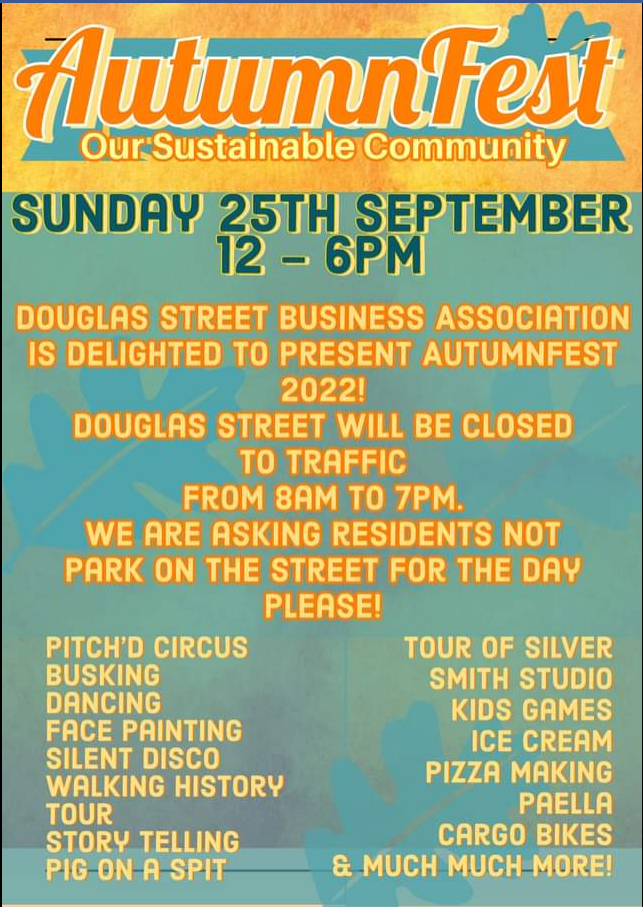 AutumnFest
Our Sustainable Community
SUNDAY 25TH SEPTEMBER
12 – 6PM
DOUGLAS STREET BUSINESS ASSOCIATION
IS DELIGHTED TO PRESENT AUTUMNFEST
2022!
DOUGLAS STREET WILL BE CLOSED
TO TRAFFIC
FROM 8AM TO 7PM.
WE ARE ASKING RESIDENTS NOT
PARK ON THE STREET FOR THE DAY
PLEASE!
PITCH'D CIRCUS
BUSKING
DANCING
FACE PAINTING
SILENT DISCO
WALKING HISTORY
TOUR
STORY TELLING
PIG ON A SPIT
TOUR OF SILVER
SMITH STUDIO
KIDS GAMES
ICE CREAM
PIZZA MAKING
PAELLA
CARGO BIKES
& MUCH MUCH MORE!